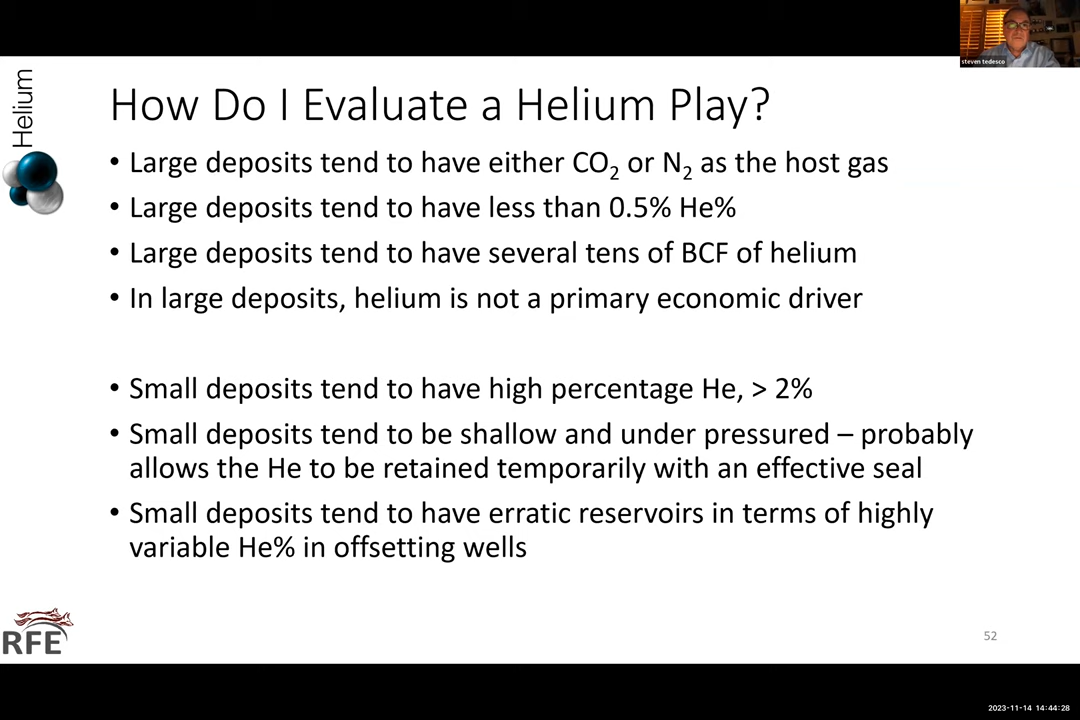 steven tedesco
Helium
How Do I Evaluate a Helium Play?
• Large deposits tend to have either CO₂ or N₂ as the host gas
• Large deposits tend to have less than 0.5% He%
• Large deposits tend to have several tens of BCF of helium
• In large deposits, helium is not a primary economic driver
• Small deposits tend to have high percentage He, > 2%
• Small deposits tend to be shallow and under pressured – probably
allows the He to be retained temporarily with an effective seal
• Small deposits tend to have erratic reservoirs in terms of highly
variable He% in offsetting wells
RFE
52
2023-11-14 14:44:28